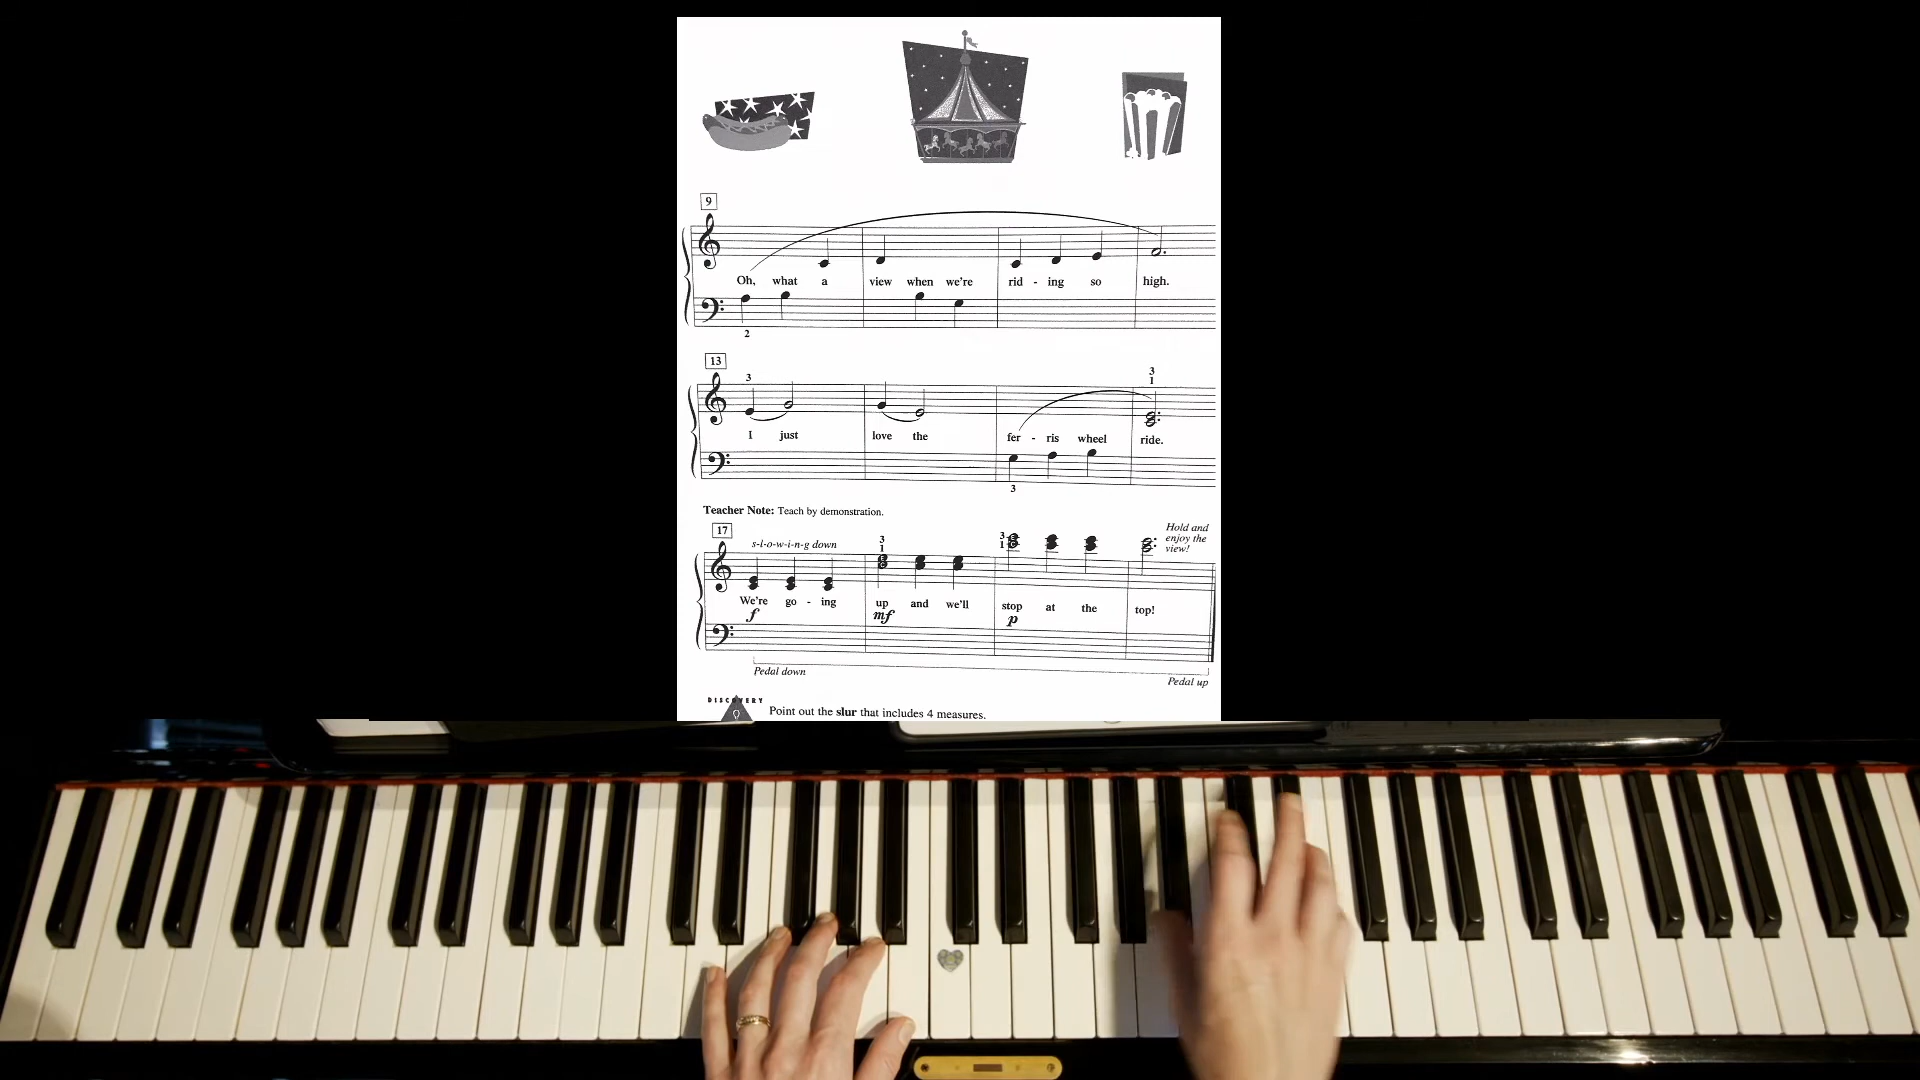 9
Oh, what a view when we're rid - ing so high.
2
13
3
3
1
I just love the fer - ris wheel ride.
3
Teacher Note: Teach by demonstration.
17
s-l-o-w-i-n-g down
3
1
3
1
Hold and
enjoy the
view!
We're go - ing up and we'll stop at the top!
f mf p
Pedal down
Pedal up
DISCOVERY
Point out the slur that includes 4 measures.